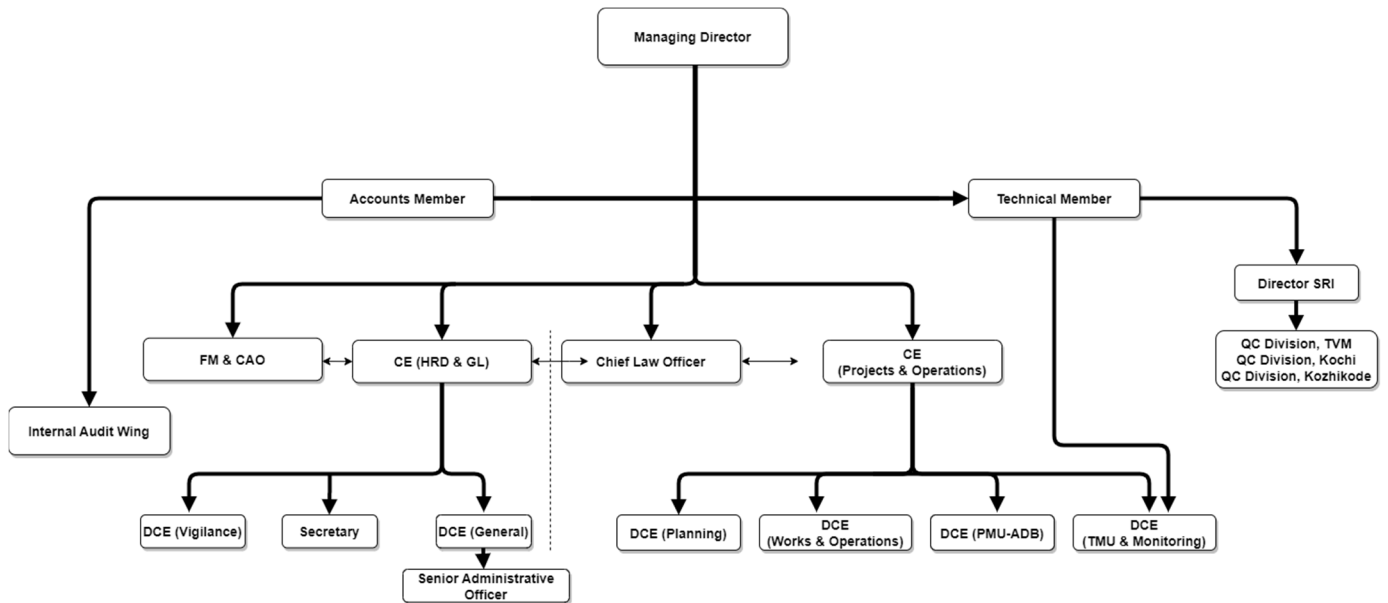 Managing Director
Accounts Member
Technical Member
Director SRI
FM & CAO
CE (HRD & GL)
Chief Law Officer
CE
(Projects & Operations)
QC Division, TVM
QC Division, Kochi
QC Division, Kozhikode
Internal Audit Wing
DCE (Vigilance)
Secretary
DCE (General)
DCE (Planning)
DCE
(Works & Operations)
DCE (PMU-ADB)
DCE
(TMU & Monitoring)
Senior Administrative
Officer